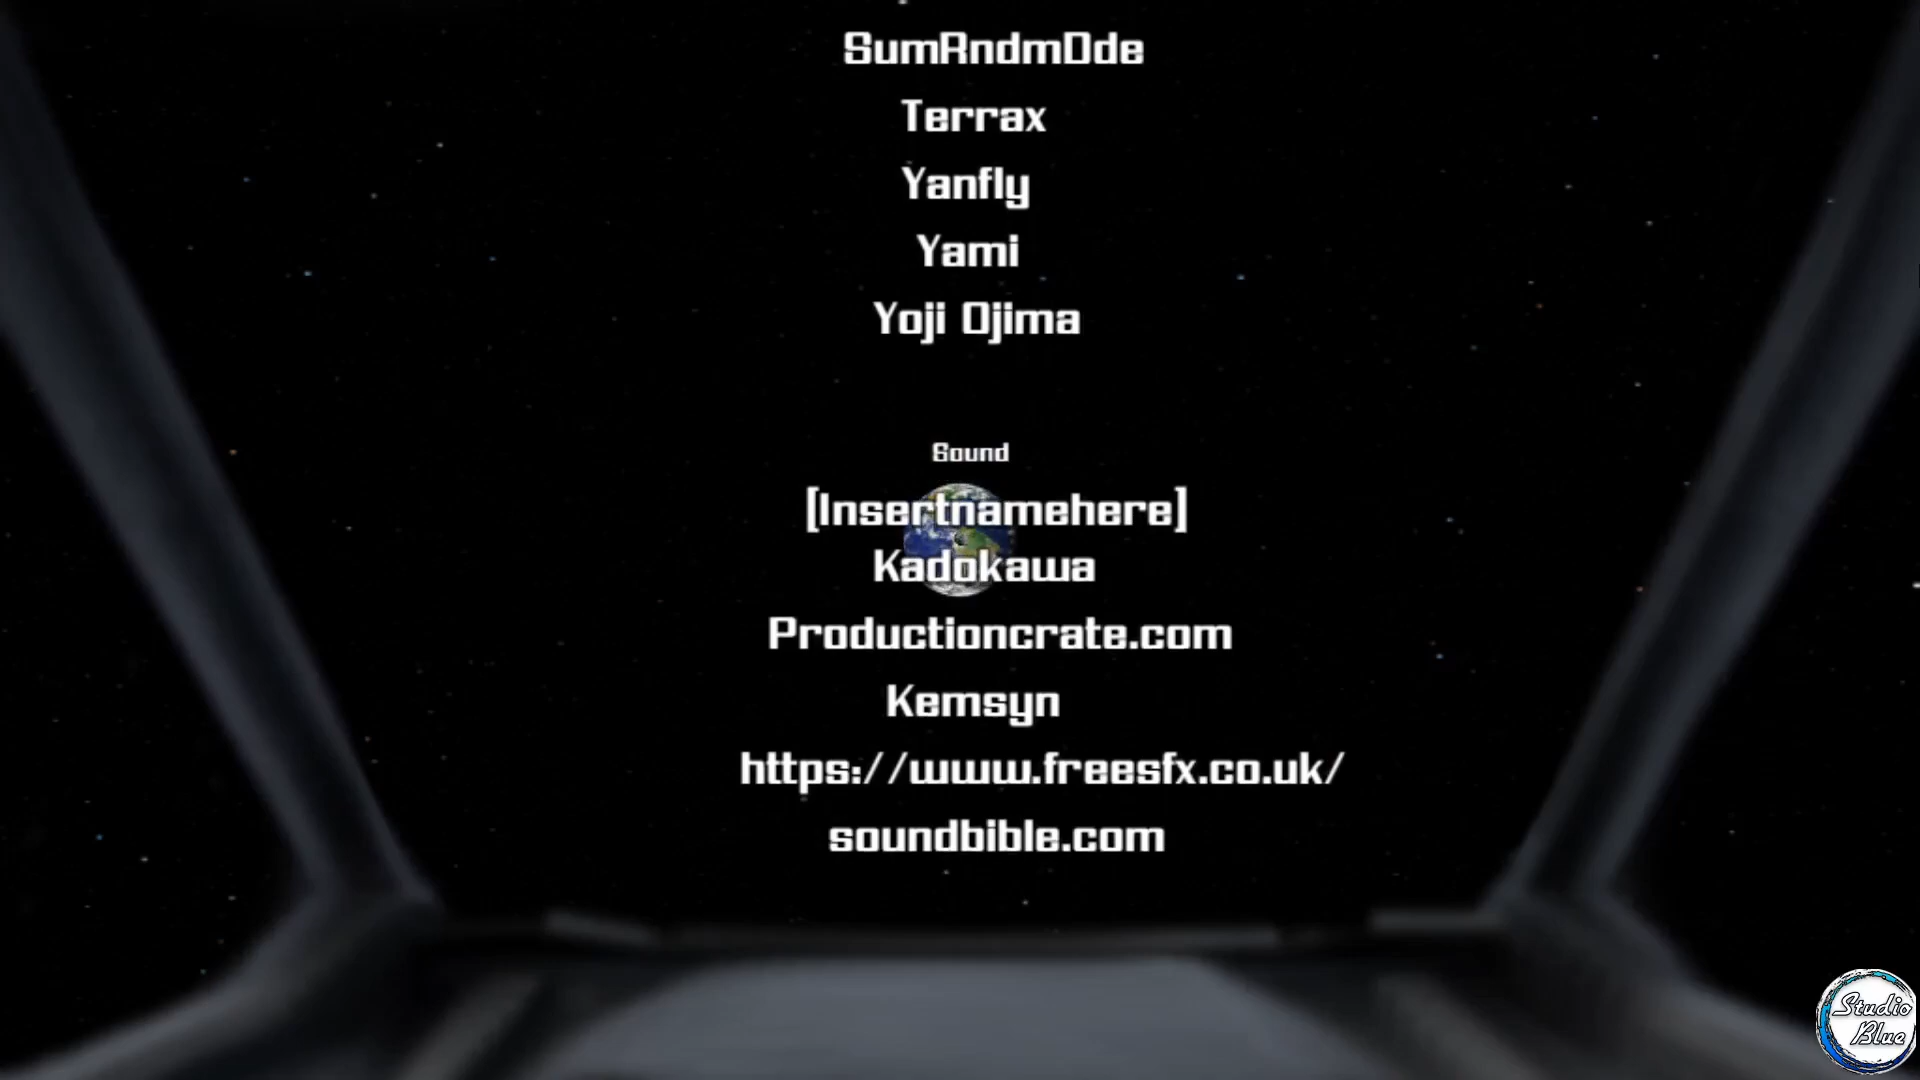 SumRndmDde
Terrax
Yanfly
Yami
Yoji Ojima
Sound
[Insertnamehere]
Kadokawa
Productioncrate.com
Kemsyn
https://www.freesfx.co.uk/
soundbible.com
Studio
Blue